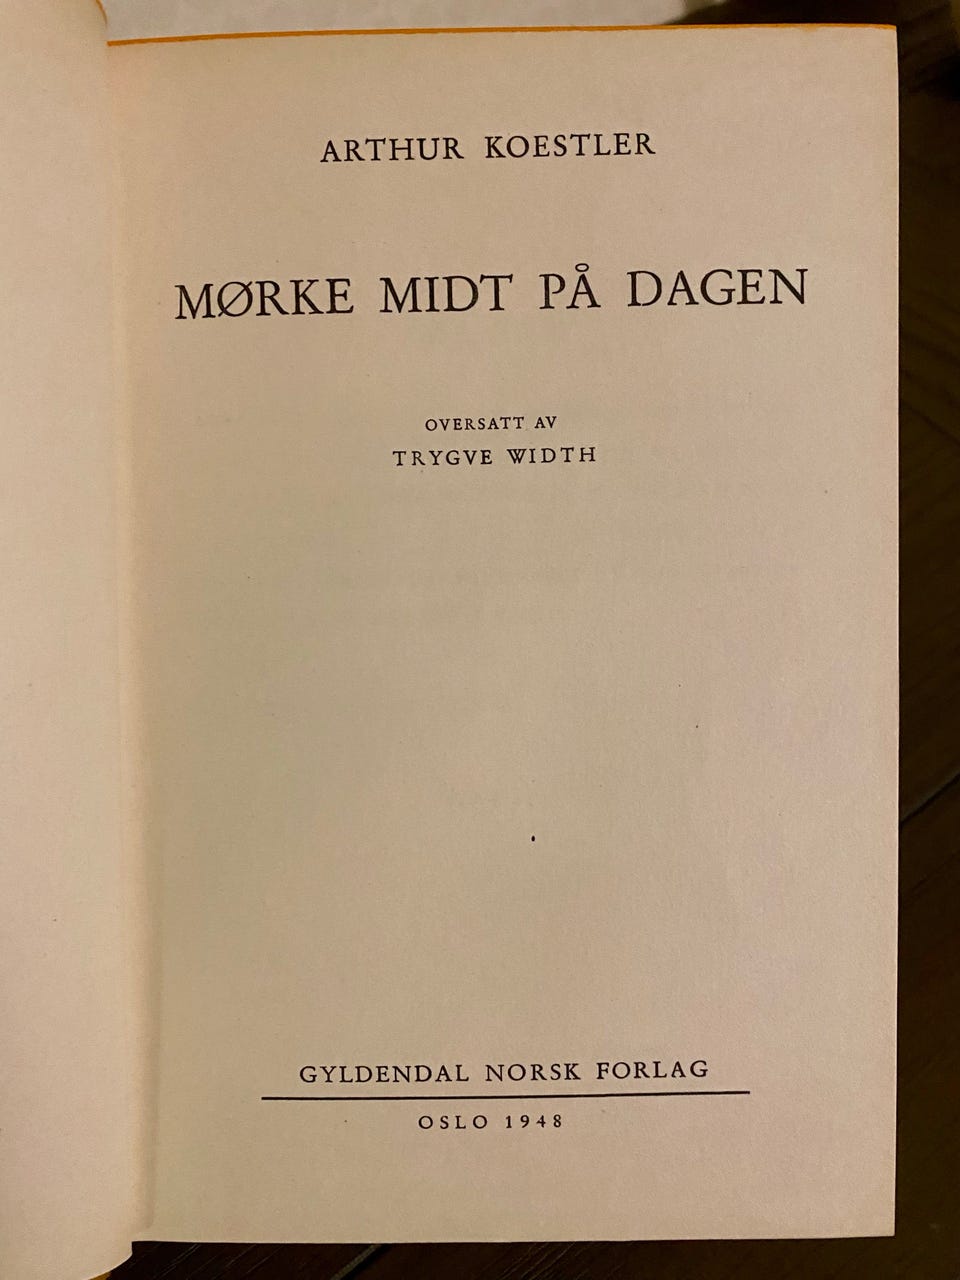 ARTHUR KOESTLER
MØRKE MIDT PÅ DAGEN
OVERSATT AV
TRYGVE WIDTH
GYLDENDAL NORSK FORLAG
OSLO 1948